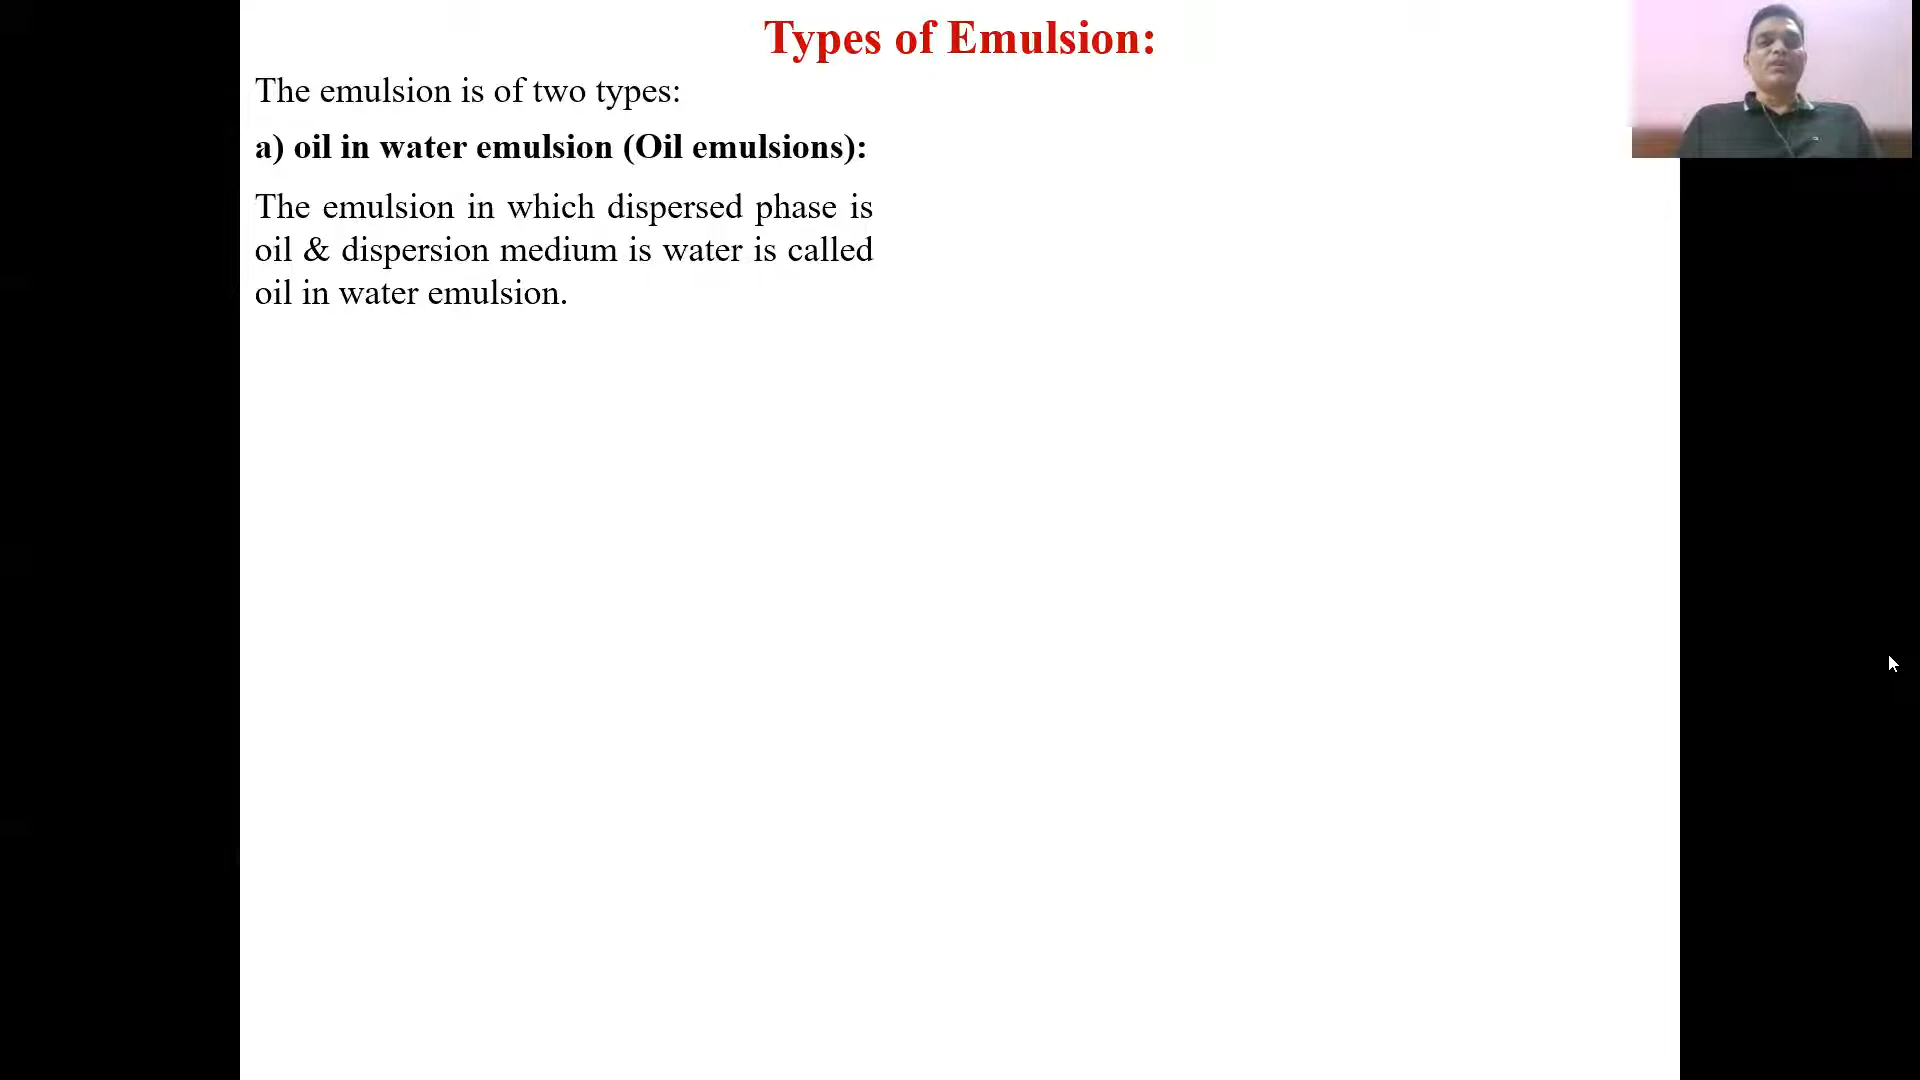 Types of Emulsion:
The emulsion is of two types:
a) oil in water emulsion (Oil emulsions):
The emulsion in which dispersed phase is
oil & dispersion medium is water is called
oil in water emulsion.